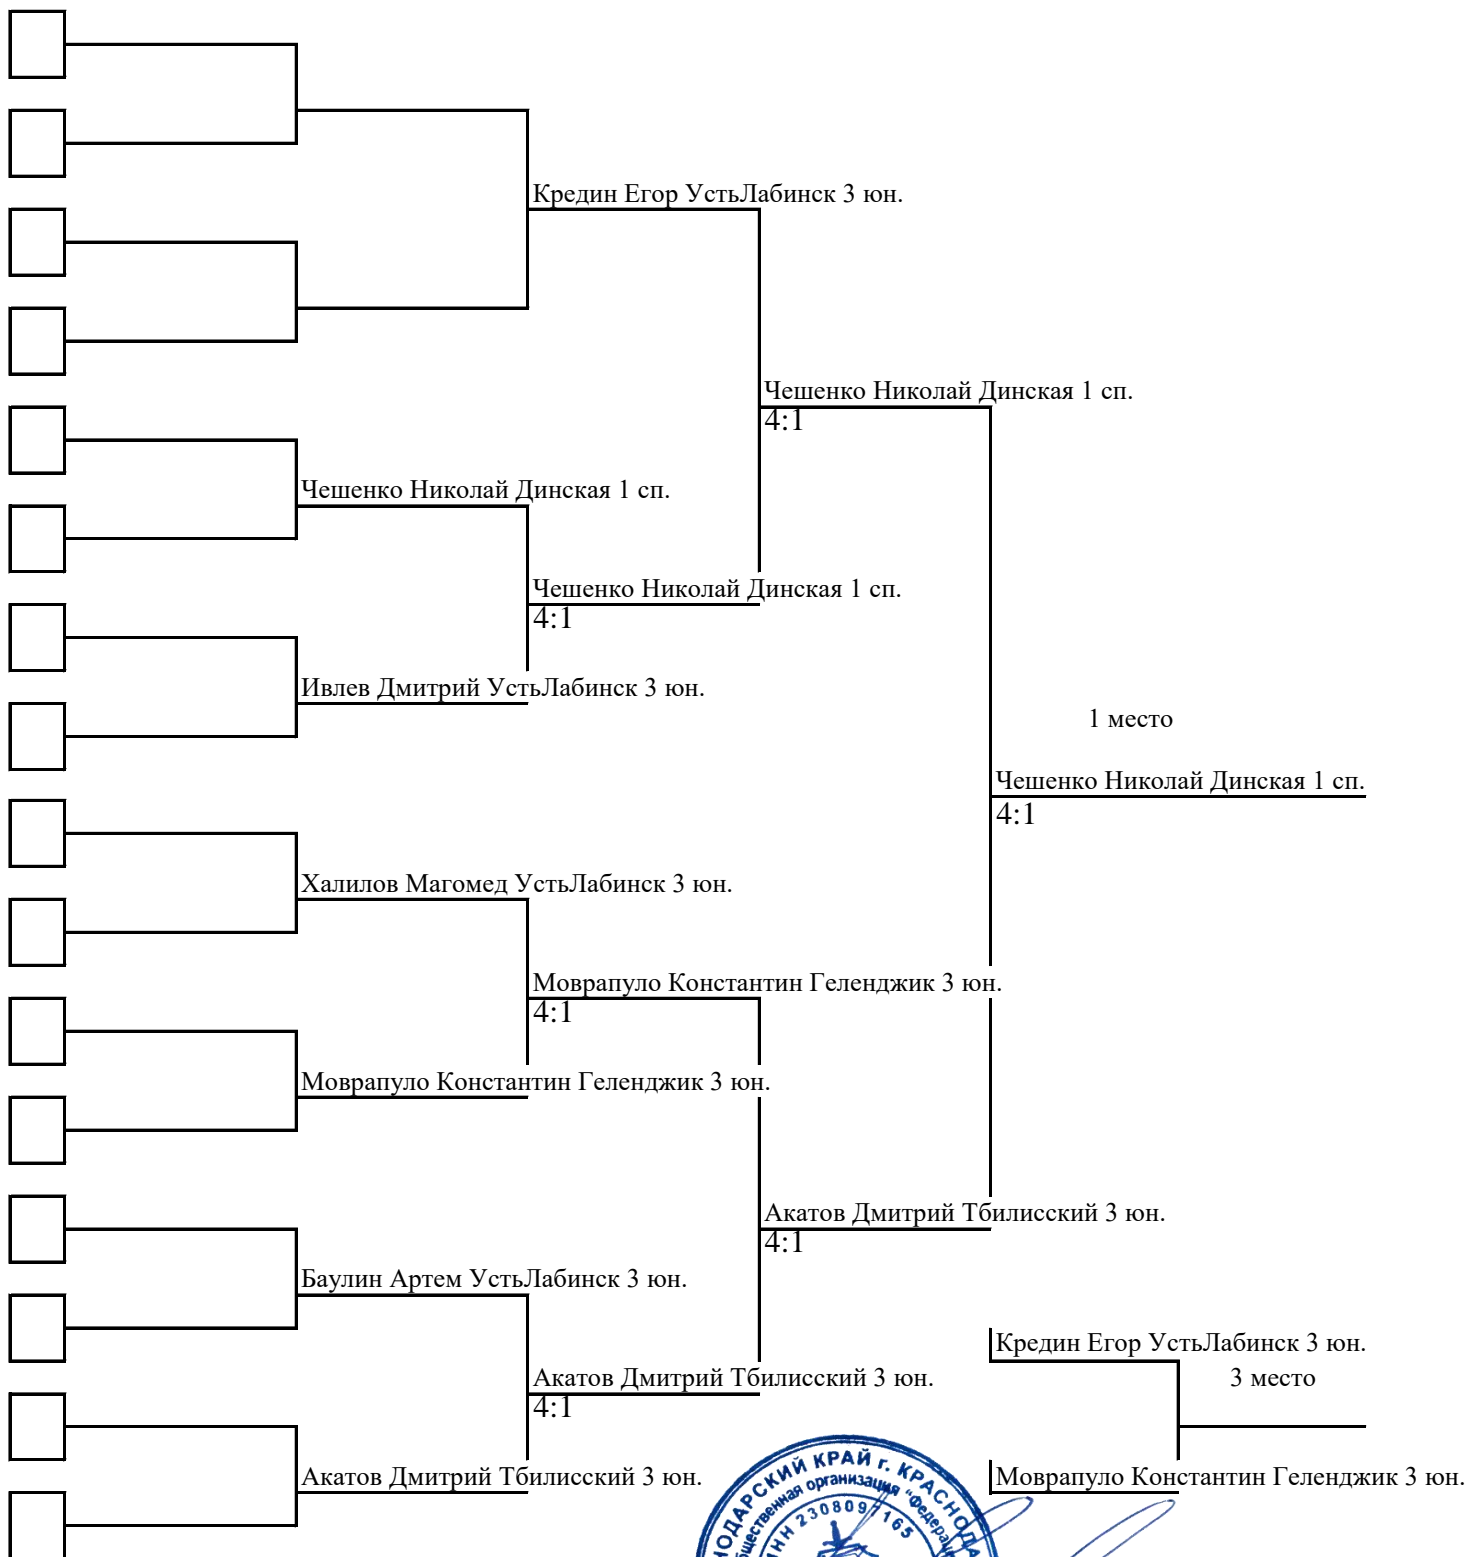 Кредин Егор УстьЛабинск 3 юн.
Чешенко Николай Динская 1 сп.
4:1
Чешенко Николай Динская 1 сп.
Чешенко Николай Динская 1 сп.
4:1
Ивлев Дмитрий УстьЛабинск 3 юн.
1 место
Чешенко Николай Динская 1 сп.
4:1
Халилов Магомед УстьЛабинск 3 юн.
Моврапуло Константин Геленджик 3 юн.
4:1
Моврапуло Константин Геленджик 3 юн.
Акатов Дмитрий Тбилисский 3 юн.
4:1
Баулин Артем УстьЛабинск 3 юн.
Кредин Егор УстьЛабинск 3 юн.
3 место
Акатов Дмитрий Тбилисский 3 юн.
4:1
Акатов Дмитрий Тбилисский 3 юн.
Моврапуло Константин Геленджик 3 юн.
КРАЙ г.
организация
ИНН